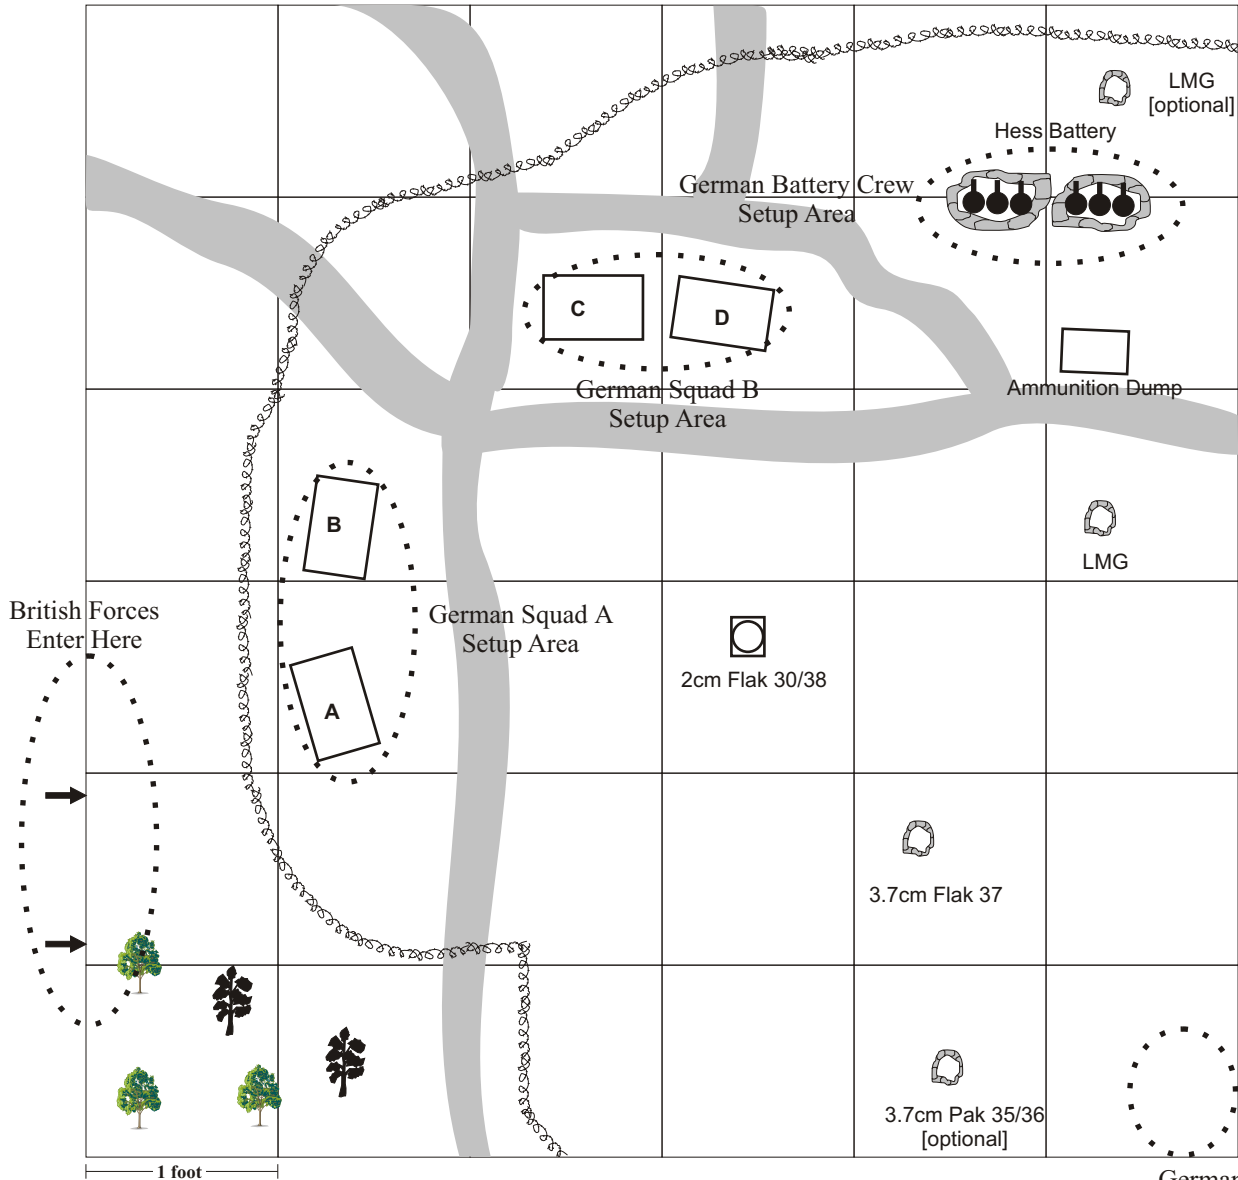 LMG
[optional]
Hess Battery
German Battery Crew
Setup Area
C
D
Ammunition Dump
German Squad B
Setup Area
B
LMG
British Forces
Enter Here
German Squad A
Setup Area
2cm Flak 30/38
A
3.7cm Flak 37
3.7cm Pak 35/36
[optional]
1 foot
German